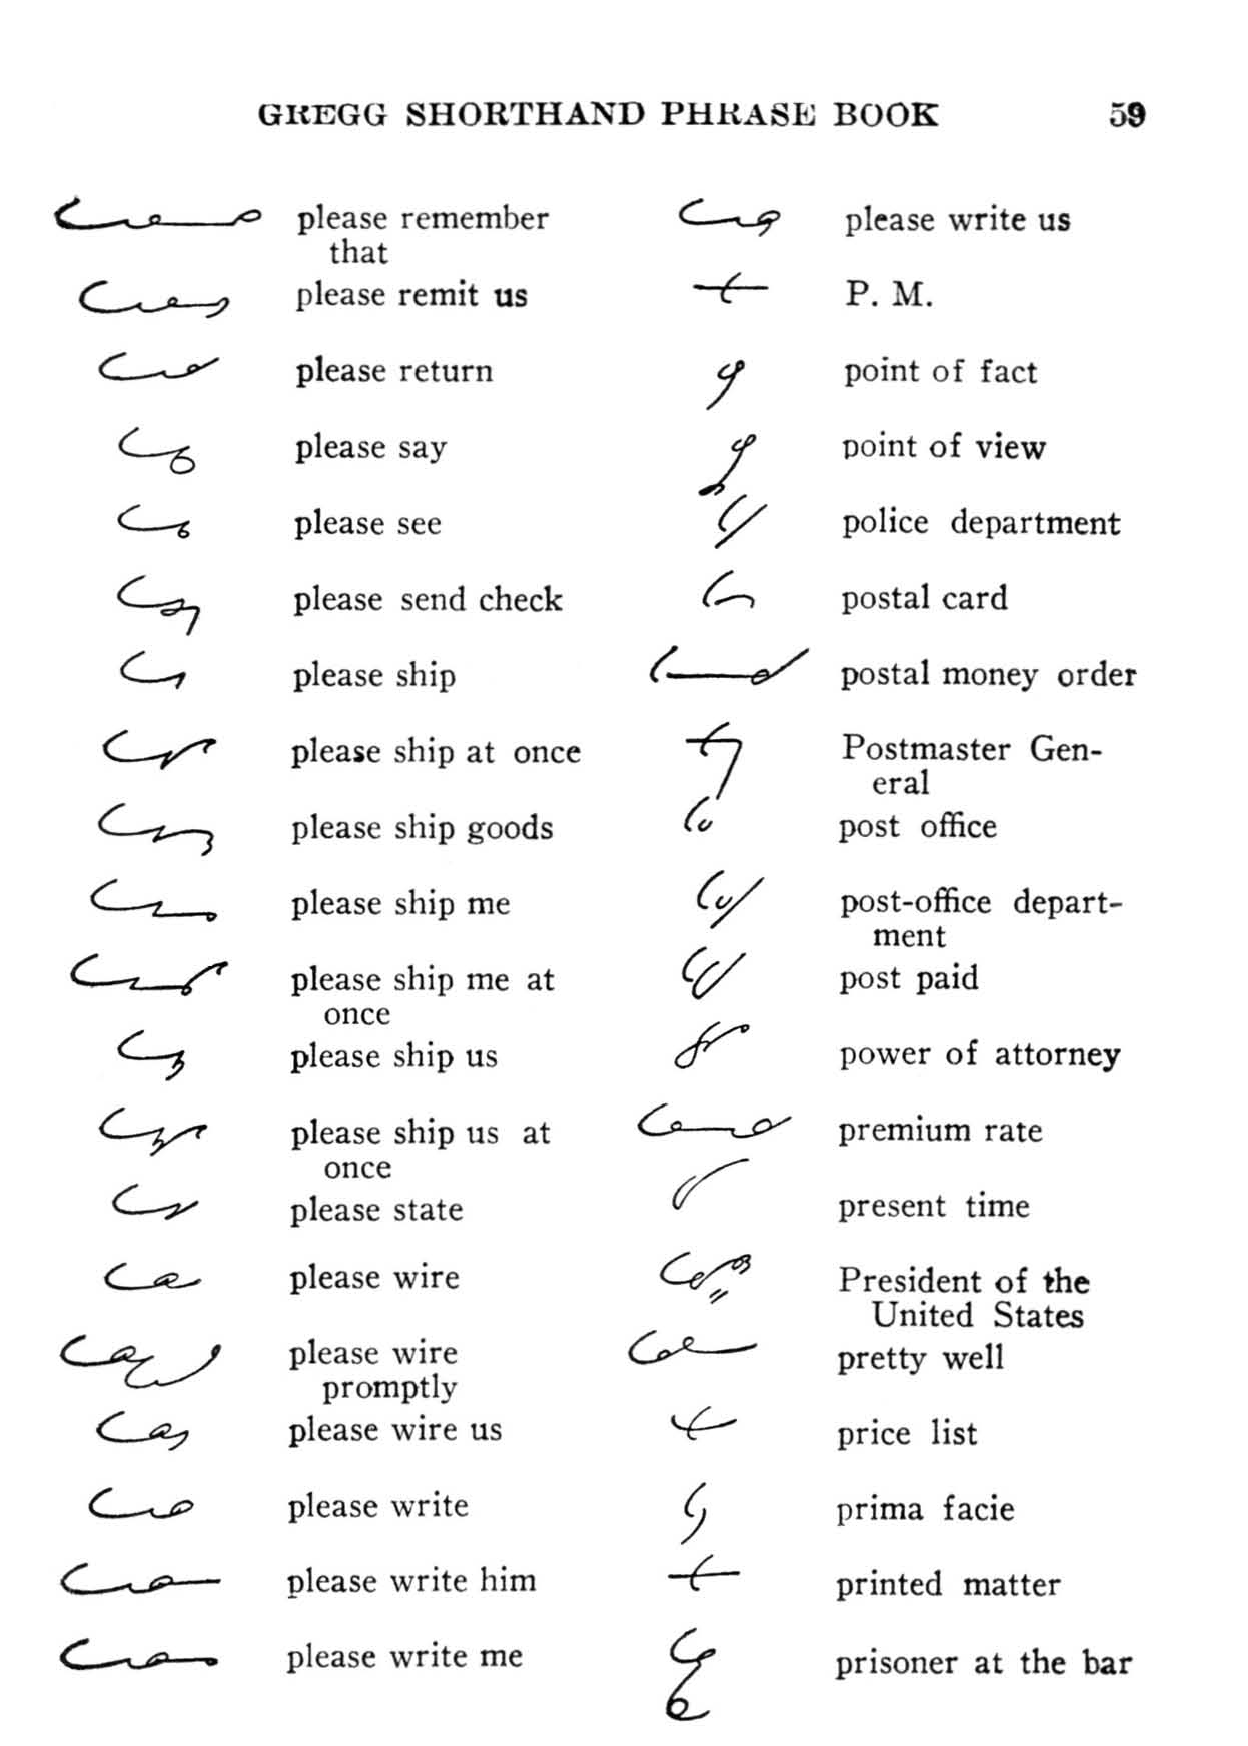 GREGG SHORTHAND PHRASE BOOK 59
please remember
that
please remit us
please return
please say
please see
please send check
please ship
please ship at once
please ship goods
please ship me
please ship me at
once
please ship us
please ship us at
once
please state
please wire
please wire
promptly
please wire us
please write
please write him
please write me
please write us
P. M.
point of fact
point of view
police department
postal card
postal money order
Postmaster Gen-
eral
post office
post-office depart-
ment
post paid
power of attorney
premium rate
present time
President of the
United States
pretty well
price list
prima facie
printed matter
prisoner at the bar